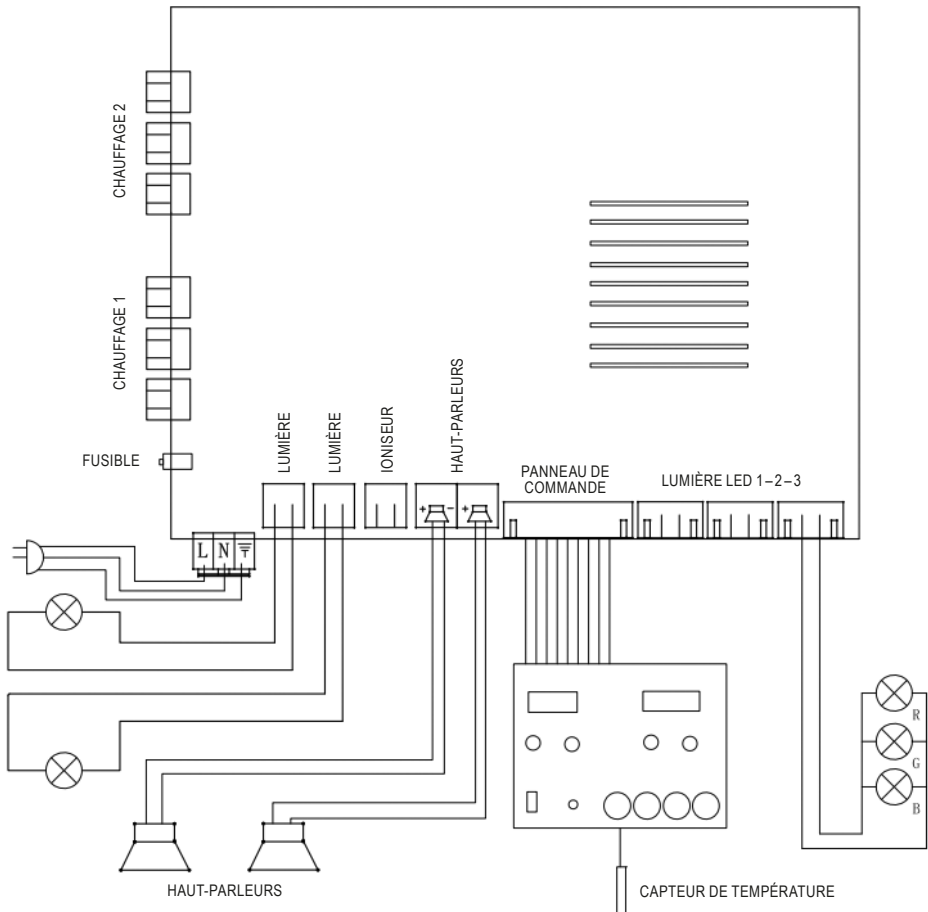 CHAUFFAGE 2
CHAUFFAGE 1
FUSIBLE
LUMIÈRE
LUMIÈRE
IONISEUR
HAUT-PARLEURS
PANNEAU DE
COMMANDE
LUMIÈRE LED 1–2–3
+ –
+
L N
R
G
B
HAUT-PARLEURS
CAPTEUR DE TEMPÉRATURE